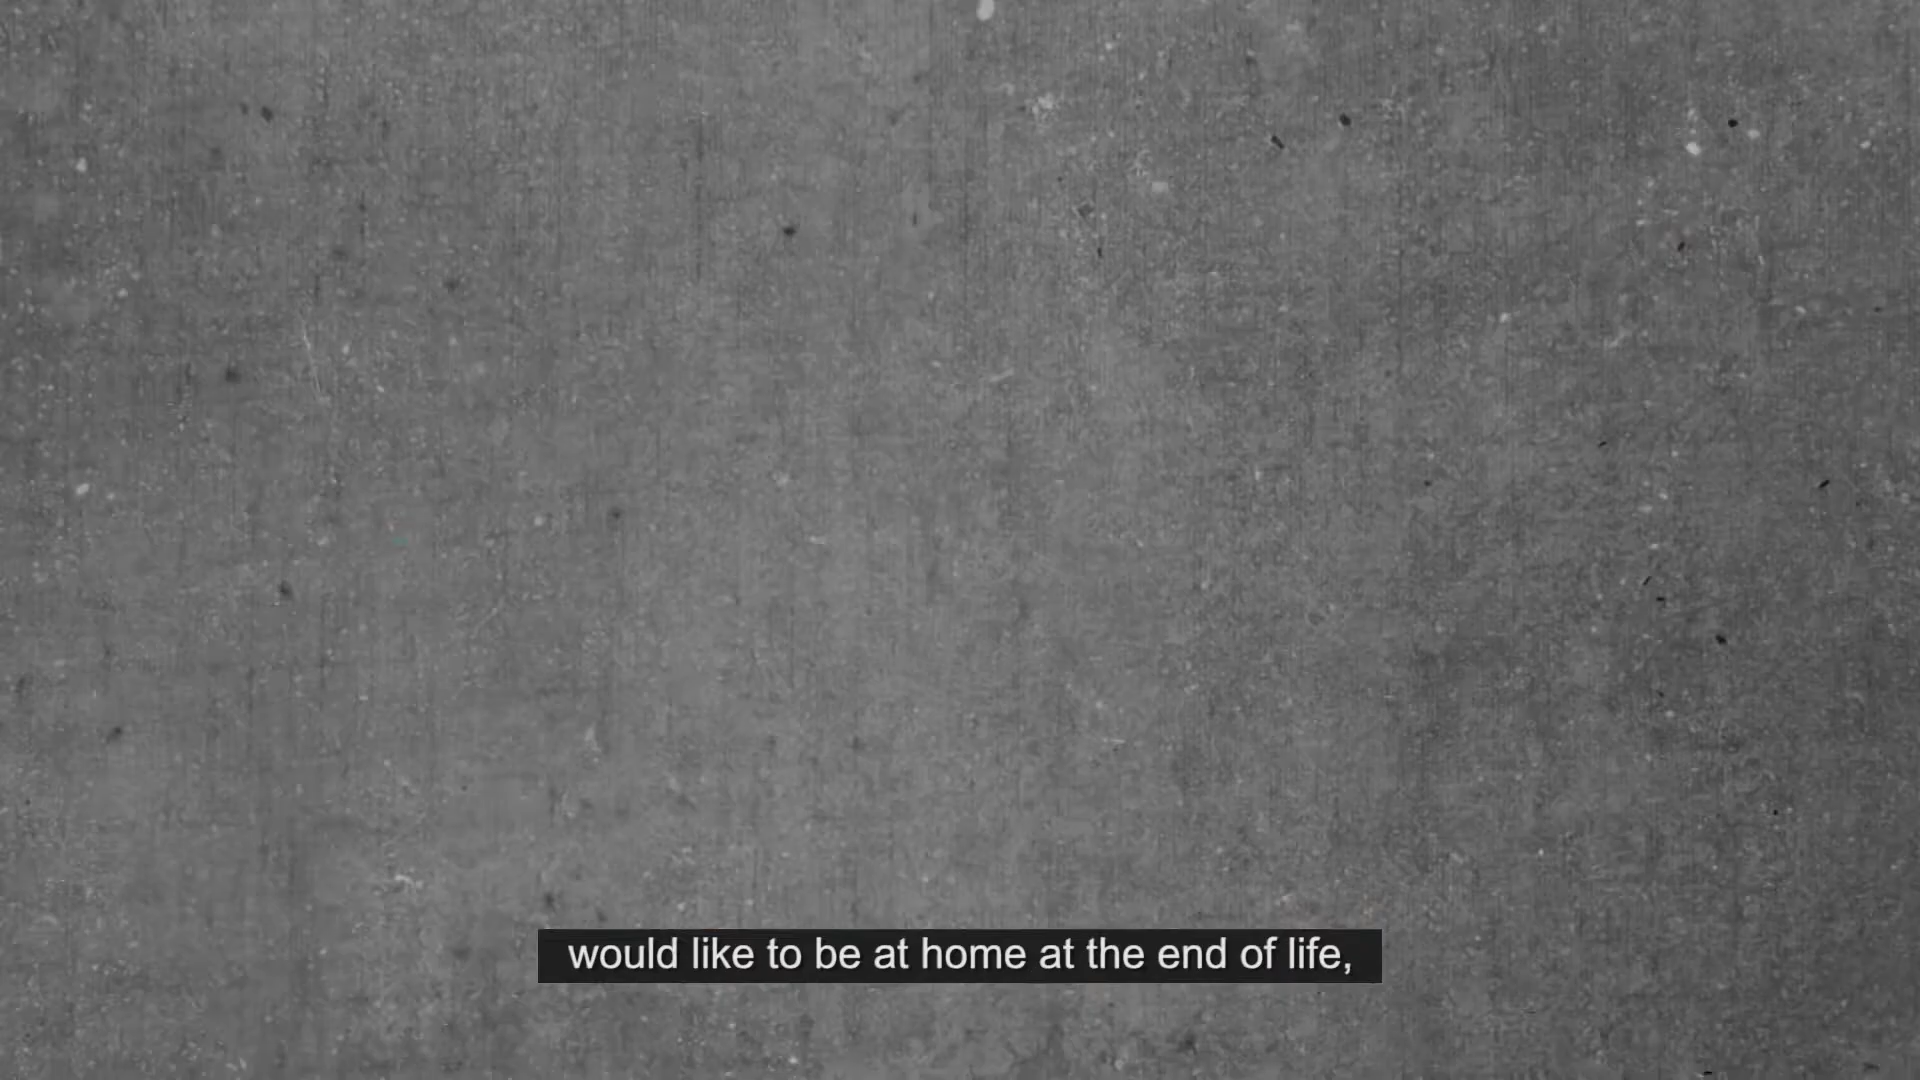 would like to be at home at the end of life,